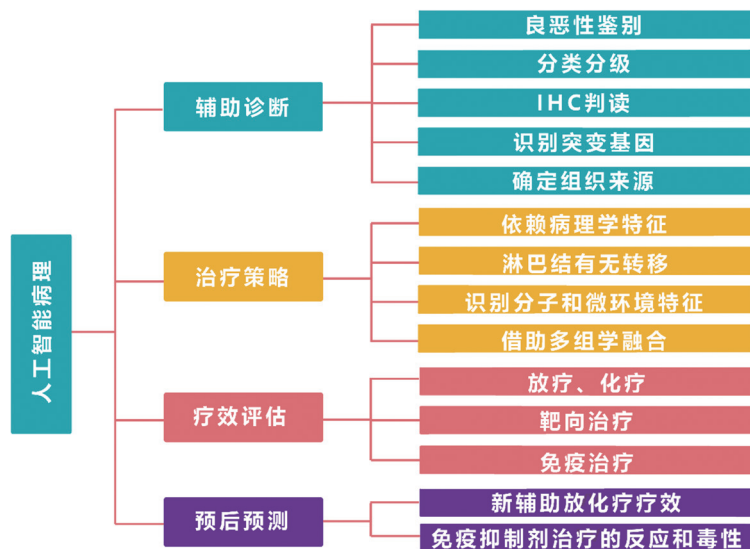 人工智能病理
辅助诊断
良恶性鉴别
分类分级
IHC判读
识别突变基因
确定组织来源
治疗策略
依赖病理学特征
淋巴结有无转移
识别分子和微环境特征
借助多组学融合
疗效评估
放疗、化疗
靶向治疗
免疫治疗
预后预测
新辅助放化疗疗效
免疫抑制剂治疗的反应和毒性